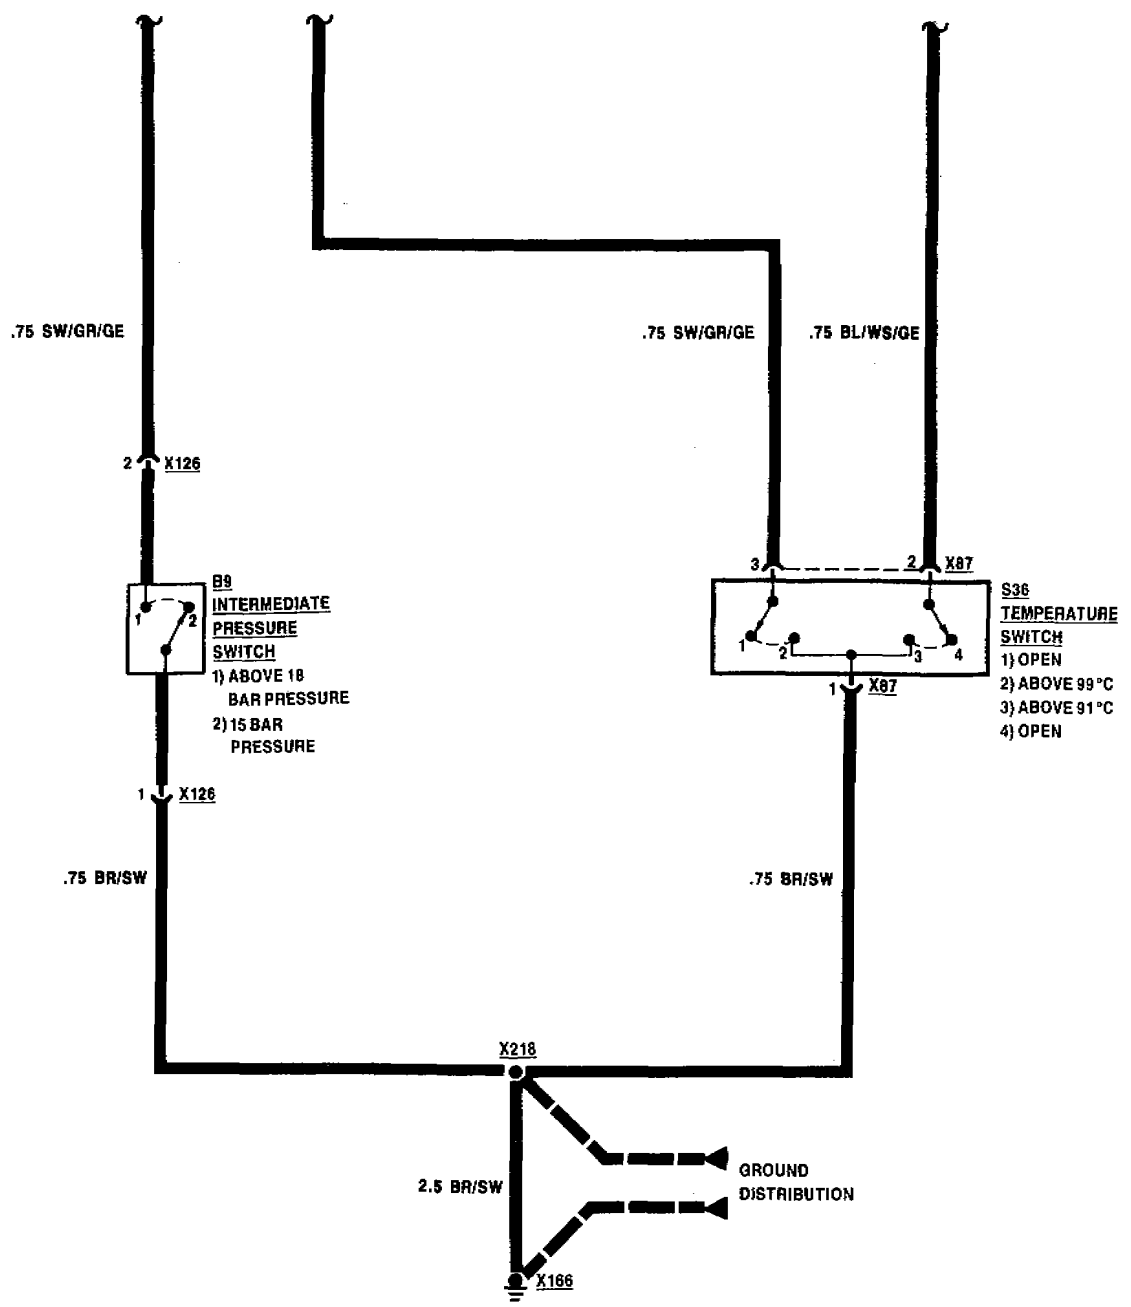 .75 SW/GR/GE
.75 SW/GR/GE
.75 BL/WS/GE
2 X126
3
2 X87
B9
INTERMEDIATE
PRESSURE
SWITCH
1) ABOVE 18
BAR PRESSURE
2) 15 BAR
PRESSURE
1
2
S36
TEMPERATURE
SWITCH
1) OPEN
2) ABOVE 99°C
3) ABOVE 91°C
4) OPEN
1
2
3
4
1 X87
1 X126
.75 BR/SW
.75 BR/SW
X218
GROUND
DISTRIBUTION
2.5 BR/SW
X166